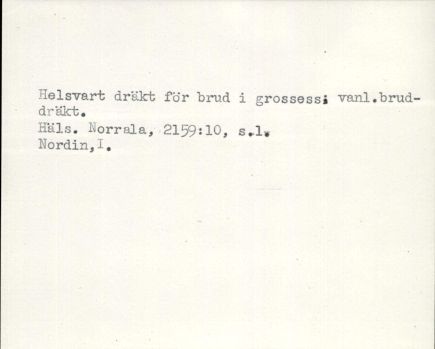 Helsvart dräkt för brud i grossess; vanl.brud-
dräkt.
Häls. Norrala, 2159:10, s.l.
Nordin,I.